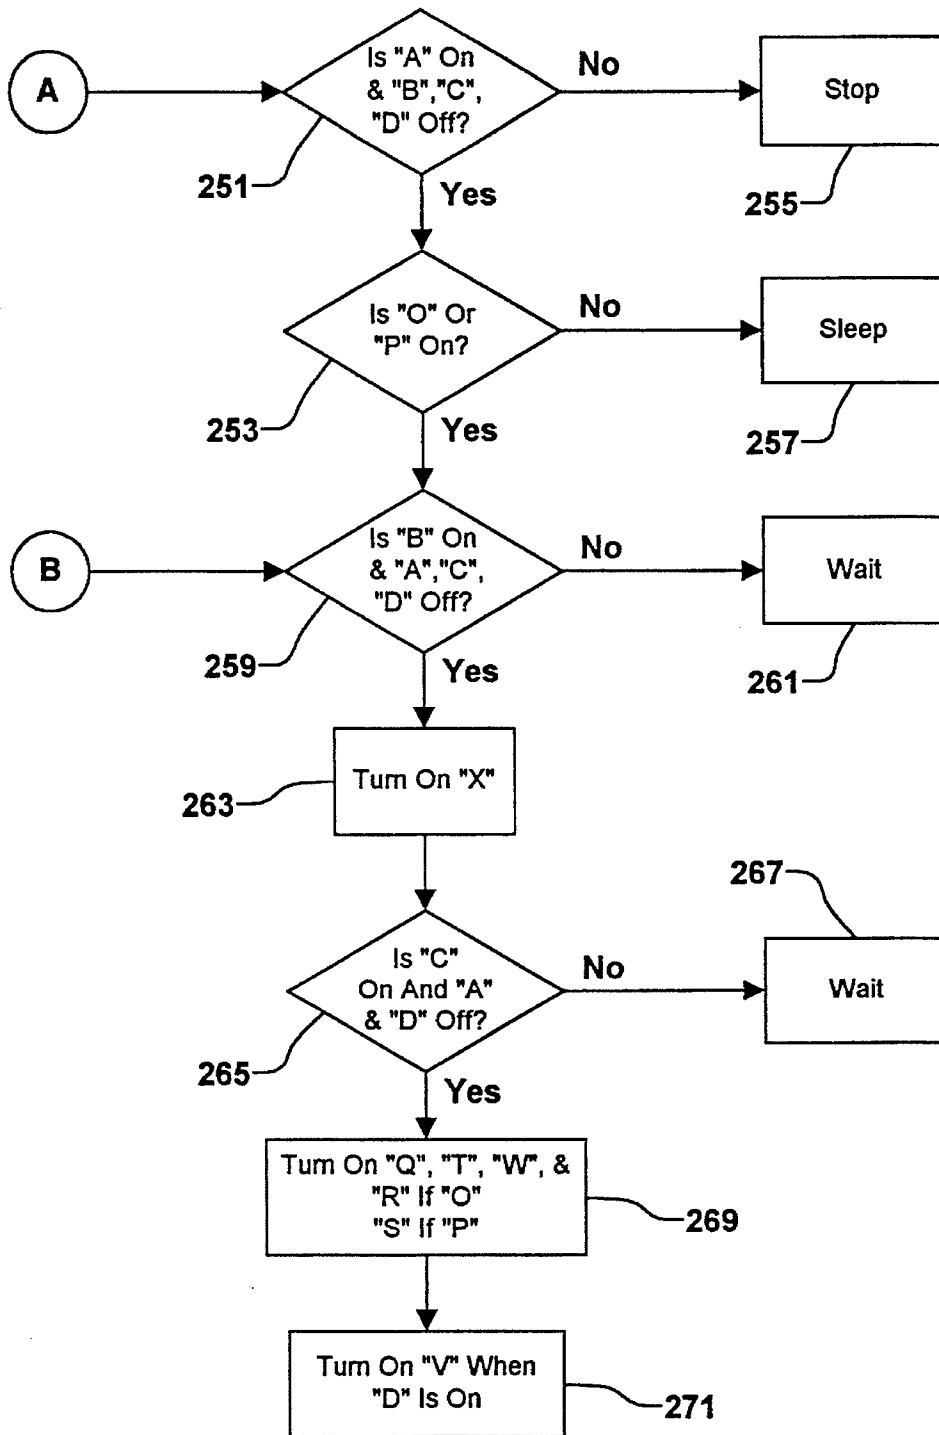 A
Is "A" On
& "B","C",
"D" Off?
No
Stop
251
Yes
255
Is "O" Or
"P" On?
No
Sleep
253
Yes
257
B
Is "B" On
& "A","C",
"D" Off?
No
Wait
259
Yes
261
Turn On "X"
263
267
Is "C"
On And "A"
& "D" Off?
No
Wait
265
Yes
Turn On "Q", "T", "W", &
"R" If "O"
"S" If "P"
269
Turn On "V" When
"D" Is On
271